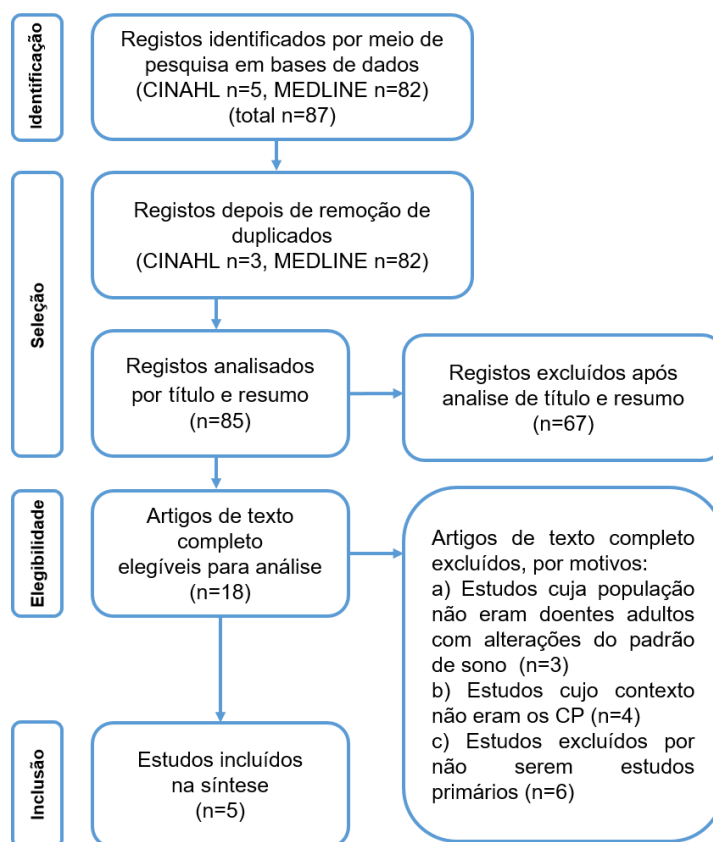 Identificação
Registos identificados por meio de
pesquisa em bases de dados
(CINAHL n=5, MEDLINE n=82)
(total n=87)
Seleção
Registos depois de remoção de
duplicados
(CINAHL n=3, MEDLINE n=82)
Registos analisados
por título e resumo
(n=85)
Registos excluídos após
analise de título e resumo
(n=67)
Elegibilidade
Artigos de texto
completo
elegíveis para análise
(n=18)
Artigos de texto completo
excluídos, por motivos:
a) Estudos cuja população
não eram doentes adultos
com alterações do padrão
de sono (n=3)
b) Estudos cujo contexto
não eram os CP (n=4)
c) Estudos excluídos por
não serem estudos
primários (n=6)
Inclusão
Estudos incluídos
na síntese
(n=5)